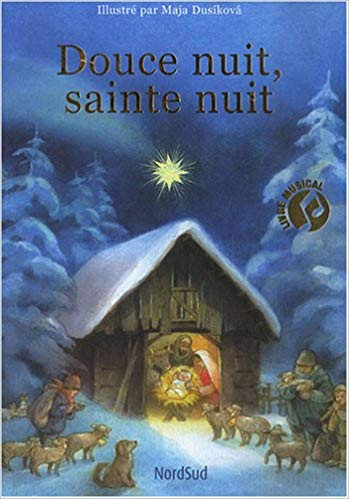 Illustré par Maja Dusíková
Douce nuit,
sainte nuit
LIVRE MUSICAL
NordSud